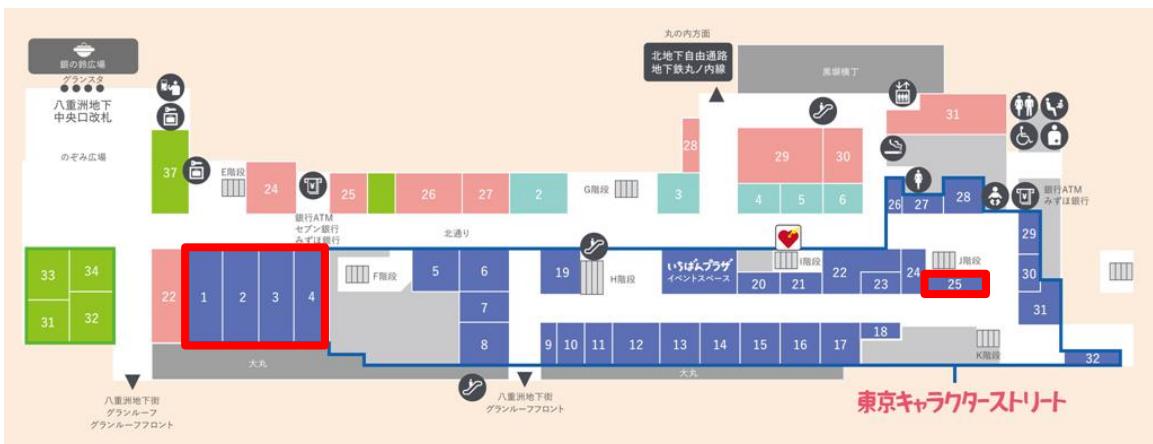 銀の鈴広場
グランスタ
八重洲地下
中央口改札
のぞみ広場
丸の内方面
北地下自由通路
地下鉄丸ノ内線
黒塀横丁
31
28
29
30
37
E階段
24
25
26
27
2
G階段
3
4
5
6
26
27
28
銀行ATM
みずほ銀行
銀行ATM
セブン銀行
みずほ銀行
北通り
33
34
31
32
22
1
2
3
4
F階段
5
6
7
8
19
H階段
いちばんプラザ
イベントスペース
I階段
20
21
22
23
24
J階段
25
29
30
31
9
10
11
12
13
14
15
16
17
18
K階段
32
大丸
大丸
八重洲地下街
グランルーフ
グランルーフフロント
八重洲地下街
グランルーフフロント
東京キャラクターストリート